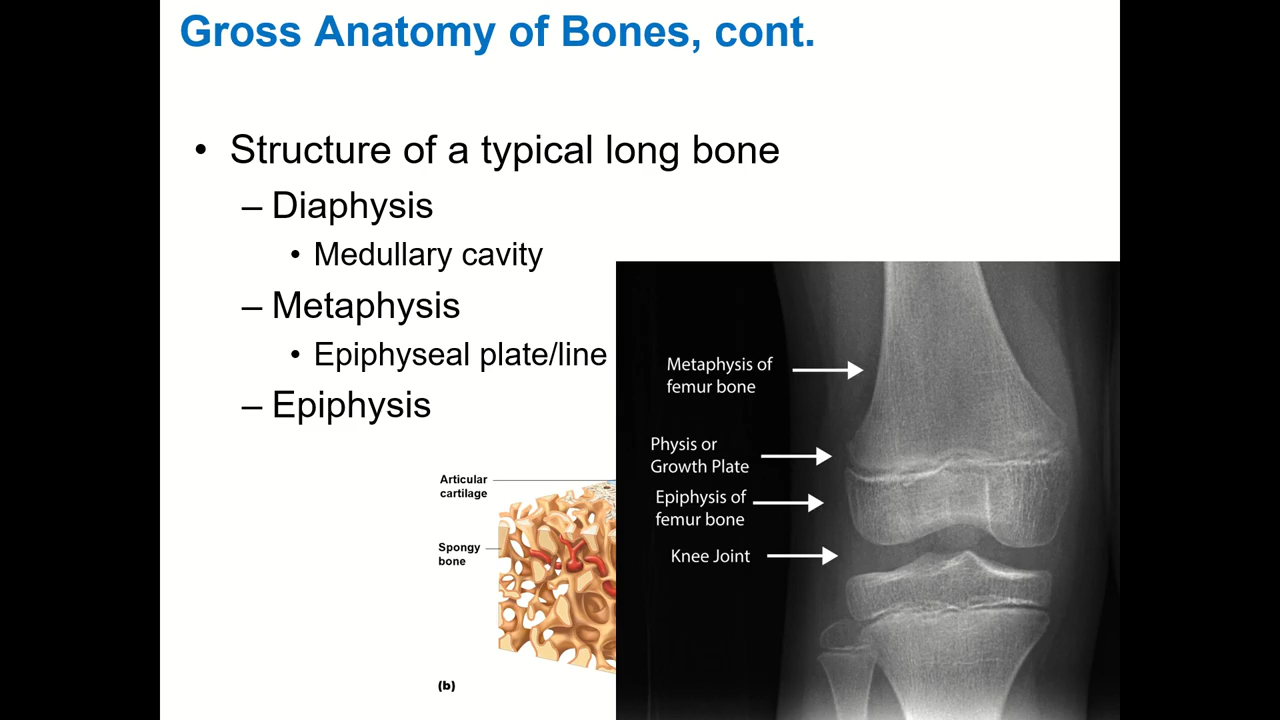 Gross Anatomy of Bones, cont.
• Structure of a typical long bone
– Diaphysis
• Medullary cavity
– Metaphysis
• Epiphyseal plate/line
– Epiphysis
Articular
cartilage
Spongy
bone
(b)
Metaphysis of
femur bone
Physis or
Growth Plate
Epiphysis of
femur bone
Knee Joint